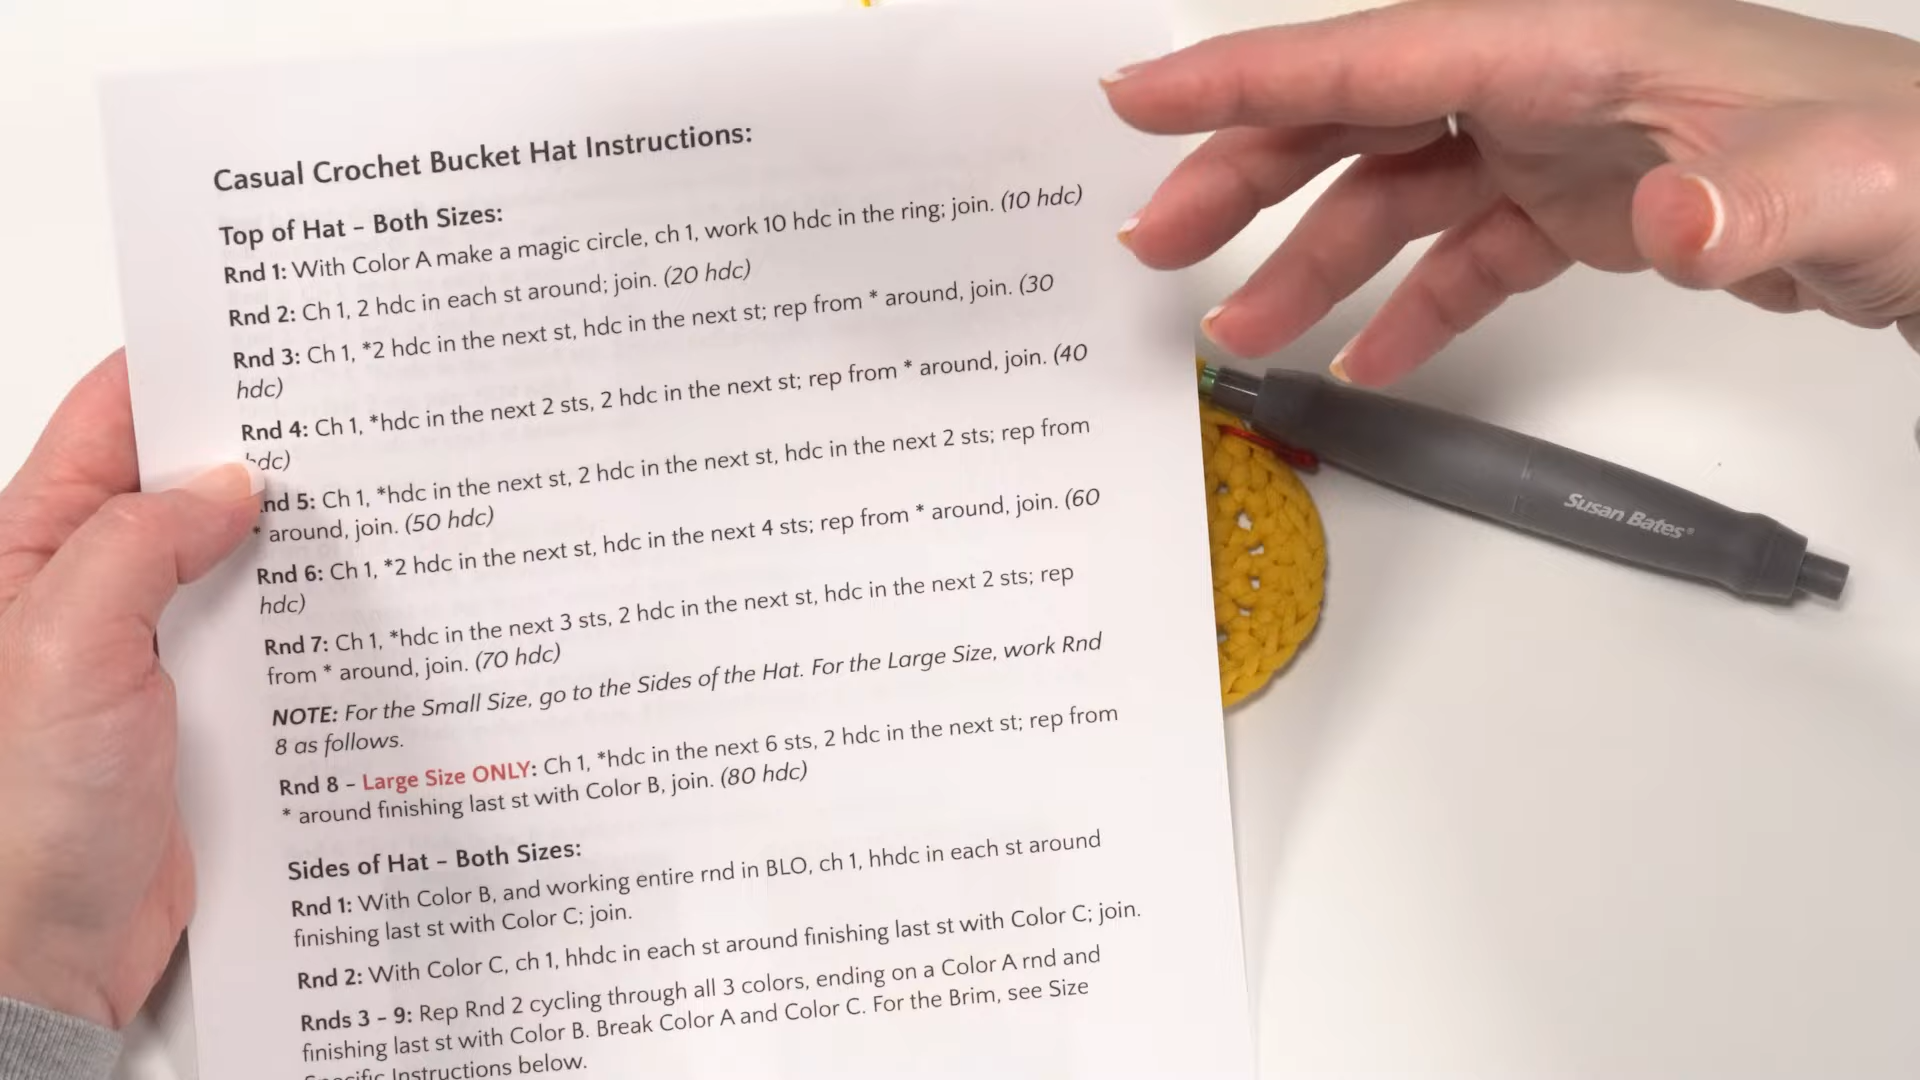 Casual Crochet Bucket Hat Instructions:
Top of Hat – Both Sizes:
Rnd 1: With Color A make a magic circle, ch 1, work 10 hdc in the ring; join. (10 hdc)
Rnd 2: Ch 1, 2 hdc in each st around; join. (20 hdc)
Rnd 3: Ch 1, *2 hdc in the next st, hdc in the next st; rep from * around, join. (30
hdc)
Rnd 4: Ch 1, *hdc in the next 2 sts, 2 hdc in the next st; rep from * around, join. (40
hdc)
Rnd 5: Ch 1, *hdc in the next st, 2 hdc in the next st, hdc in the next 2 sts; rep from
* around, join. (50 hdc)
Rnd 6: Ch 1, *2 hdc in the next st, hdc in the next 4 sts; rep from * around, join. (60
hdc)
Rnd 7: Ch 1, *hdc in the next 3 sts, 2 hdc in the next st, hdc in the next 2 sts; rep
from * around, join. (70 hdc)
NOTE: For the Small Size, go to the Sides of the Hat. For the Large Size, work Rnd
8 as follows.
Rnd 8 – Large Size ONLY: Ch 1, *hdc in the next 6 sts, 2 hdc in the next st; rep from
* around finishing last st with Color B, join. (80 hdc)
Sides of Hat – Both Sizes:
Rnd 1: With Color B, and working entire rnd in BLO, ch 1, hhdc in each st around
finishing last st with Color C; join.
Rnd 2: With Color C, ch 1, hhdc in each st around finishing last st with Color C; join.
Rnds 3 – 9: Rep Rnd 2 cycling through all 3 colors, ending on a Color A rnd and
finishing last st with Color B. Break Color A and Color C. For the Brim, see Size
Specific Instructions below.
Susan Bates®